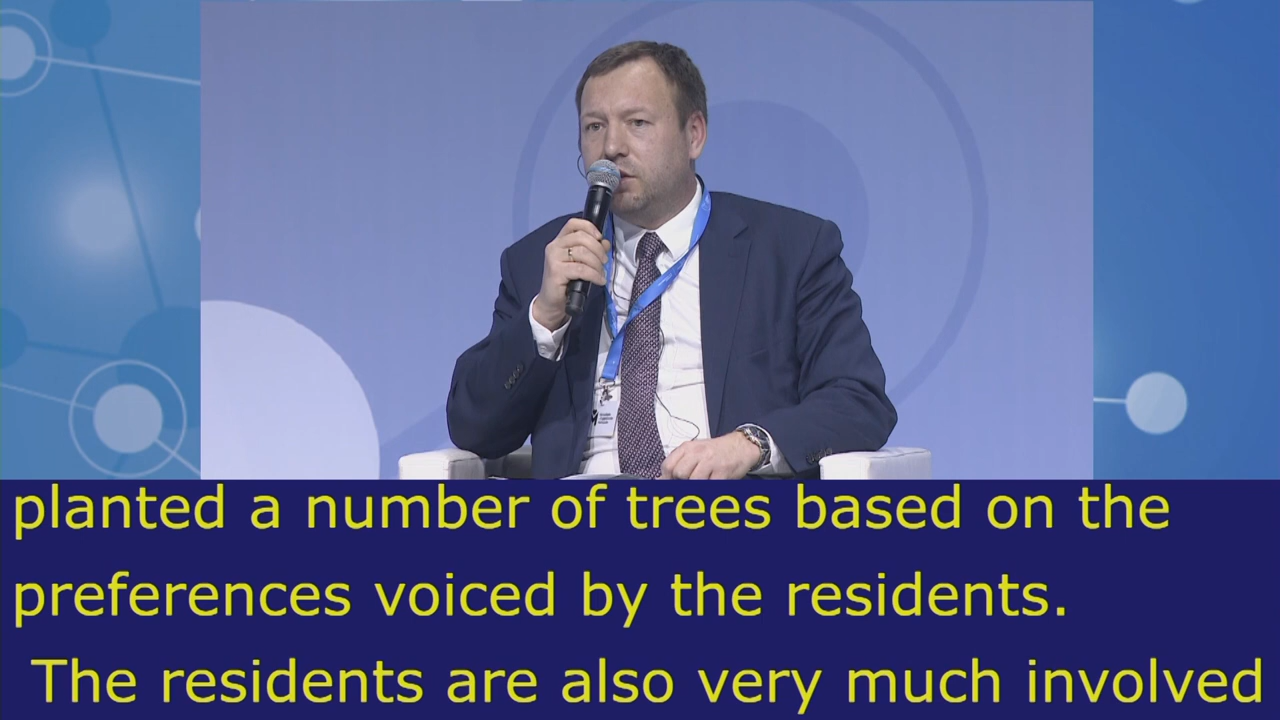 planted a number of trees based on the
preferences voiced by the residents.
The residents are also very much involved